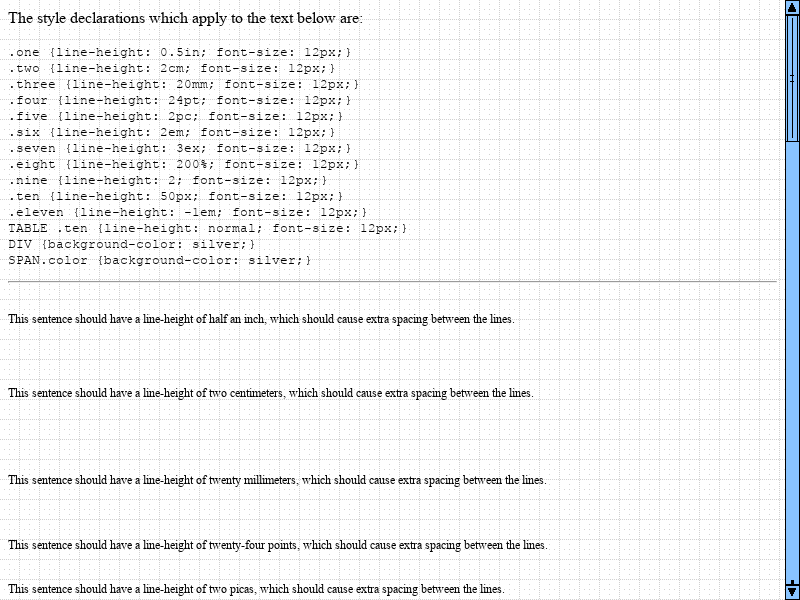 The style declarations which apply to the text below are:
.one {line-height: 0.5in; font-size: 12px;}
.two {line-height: 2cm; font-size: 12px;}
.three {line-height: 20mm; font-size: 12px;}
.four {line-height: 24pt; font-size: 12px;}
.five {line-height: 2pc; font-size: 12px;}
.six {line-height: 2em; font-size: 12px;}
.seven {line-height: 3ex; font-size: 12px;}
.eight {line-height: 200%; font-size: 12px;}
.nine {line-height: 2; font-size: 12px;}
.ten {line-height: 50px; font-size: 12px;}
.eleven {line-height: -1em; font-size: 12px;}
TABLE .ten {line-height: normal; font-size: 12px;}
DIV {background-color: silver;}
SPAN.color {background-color: silver;}
This sentence should have a line-height of half an inch, which should cause extra spacing between the lines.
This sentence should have a line-height of two centimeters, which should cause extra spacing between the lines.
This sentence should have a line-height of twenty millimeters, which should cause extra spacing between the lines.
This sentence should have a line-height of twenty-four points, which should cause extra spacing between the lines.
This sentence should have a line-height of two picas, which should cause extra spacing between the lines.